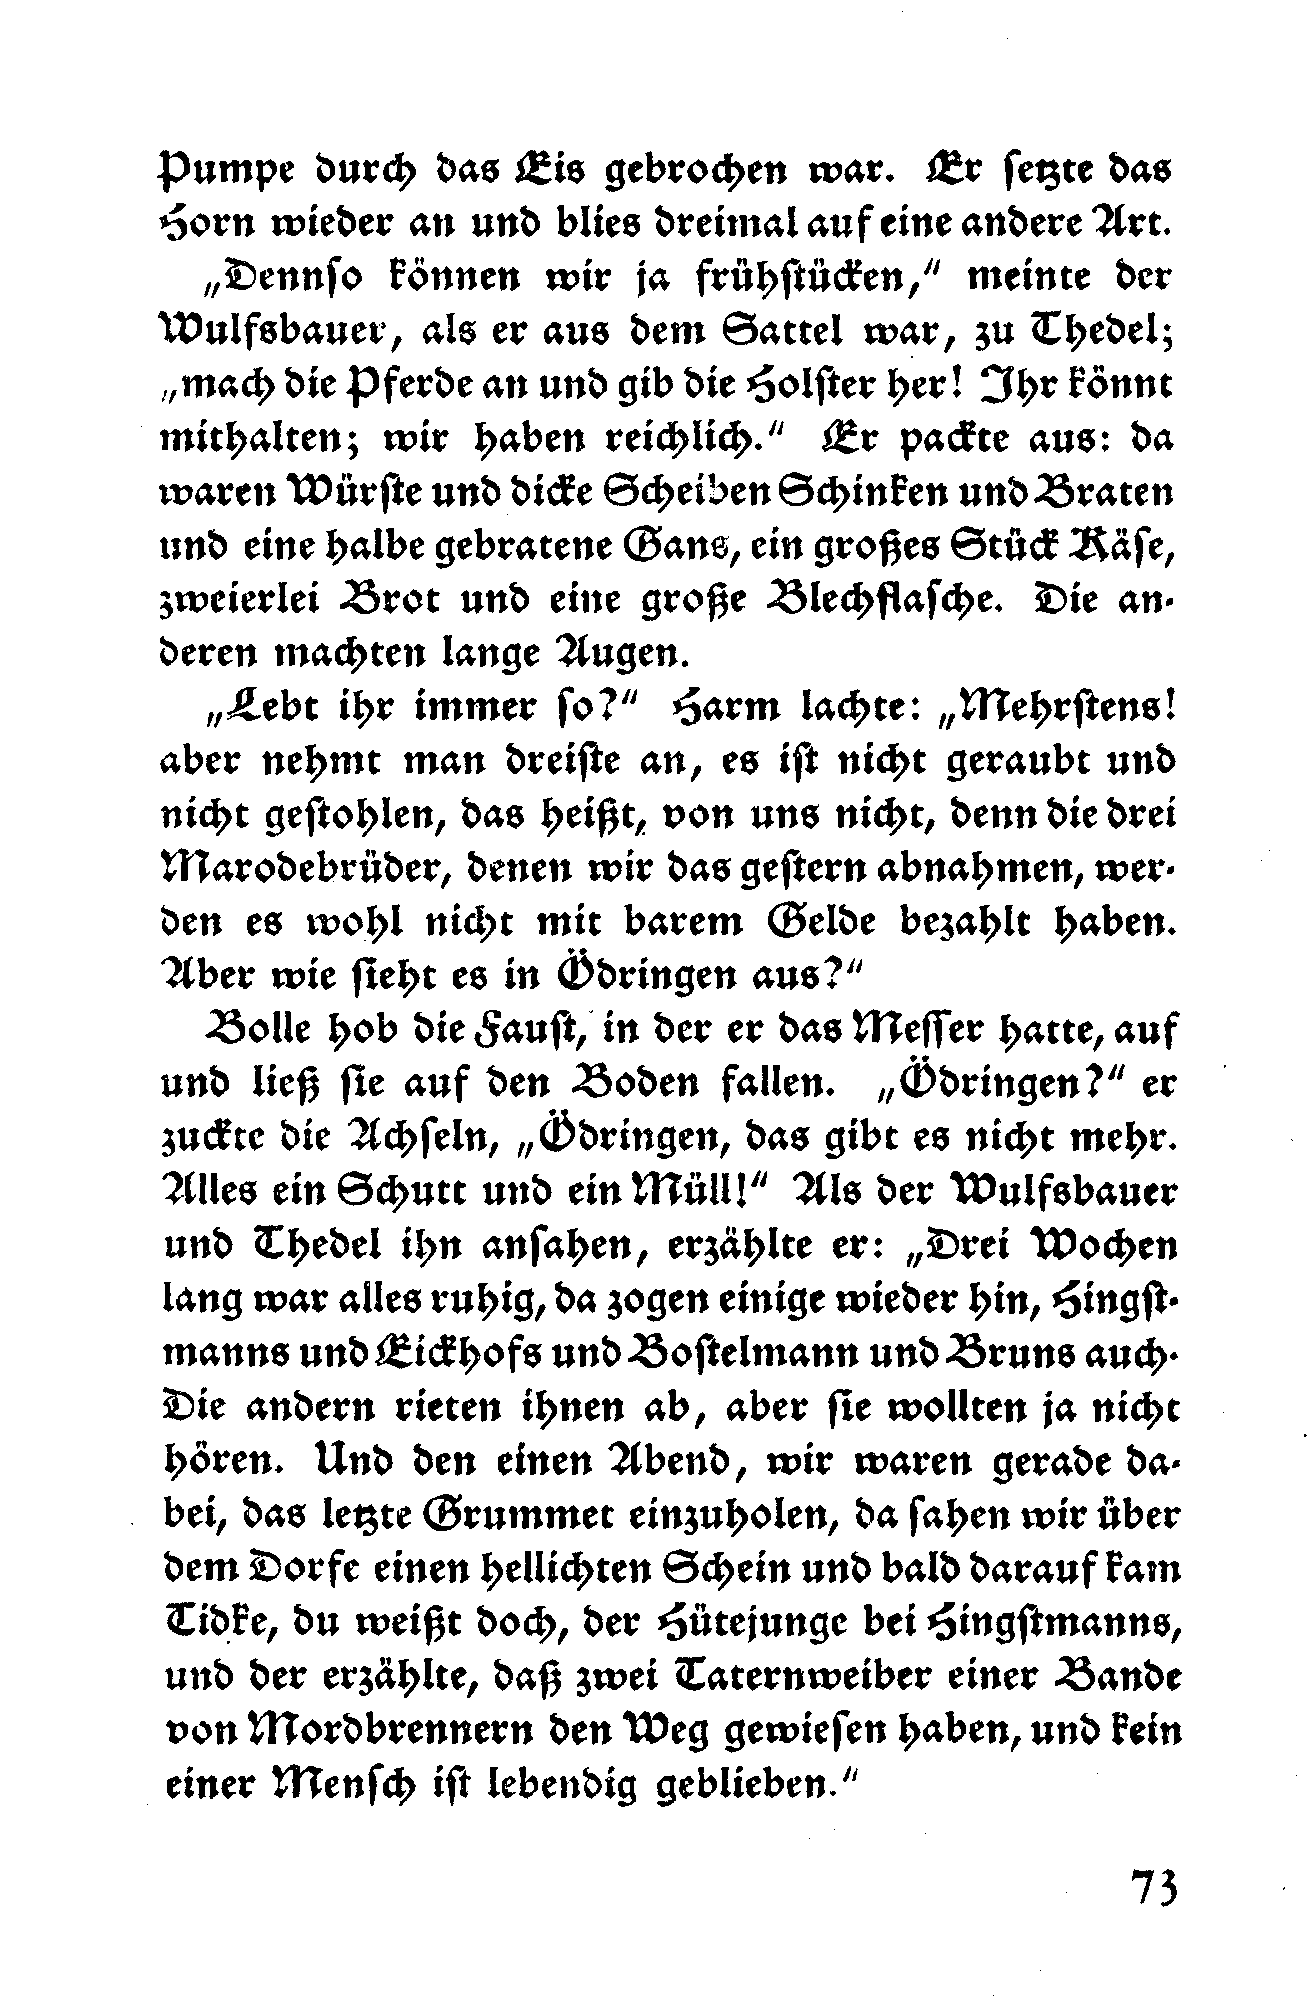 Pumpe durch das Eis gebrochen war. Er setzte das
Horn wieder an und blies dreimal auf eine andere Art.
„Dennso können wir ja frühstücken,“ meinte der
Wulfsbauer, als er aus dem Sattel war, zu Thedel;
„mach die Pferde an und gib die Holster her! Ihr könnt
mithalten; wir haben reichlich.“ Er packte aus: da
waren Würste und dicke Scheiben Schinken und Braten
und eine halbe gebratene Gans, ein großes Stück Käse,
zweierlei Brot und eine große Blechflasche. Die an-
deren machten lange Augen.
„Lebt ihr immer so?“ Harm lachte: „Mehrstens!
aber nehmt man dreiste an, es ist nicht geraubt und
nicht gestohlen, das heißt, von uns nicht, denn die drei
Marodebrüder, denen wir das gestern abnahmen, wer-
den es wohl nicht mit barem Gelde bezahlt haben.
Aber wie sieht es in Ödringen aus?“
Bolle hob die Faust, in der er das Messer hatte, auf
und ließ sie auf den Boden fallen. „Ödringen?“ er
zuckte die Achseln, „Ödringen, das gibt es nicht mehr.
Alles ein Schutt und ein Müll!“ Als der Wulfsbauer
und Thedel ihn ansahen, erzählte er: „Drei Wochen
lang war alles ruhig, da zogen einige wieder hin, Hingst-
manns und Eickhofs und Bostelmann und Bruns auch.
Die andern rieten ihnen ab, aber sie wollten ja nicht
hören. Und den einen Abend, wir waren gerade da-
bei, das letzte Grummet einzuholen, da sahen wir über
dem Dorfe einen hellichten Schein und bald darauf kam
Tidke, du weißt doch, der Hütejunge bei Hingstmanns,
und der erzählte, daß zwei Taternweiber einer Bande
von Mordbrennern den Weg gewiesen haben, und kein
einer Mensch ist lebendig geblieben.“
73